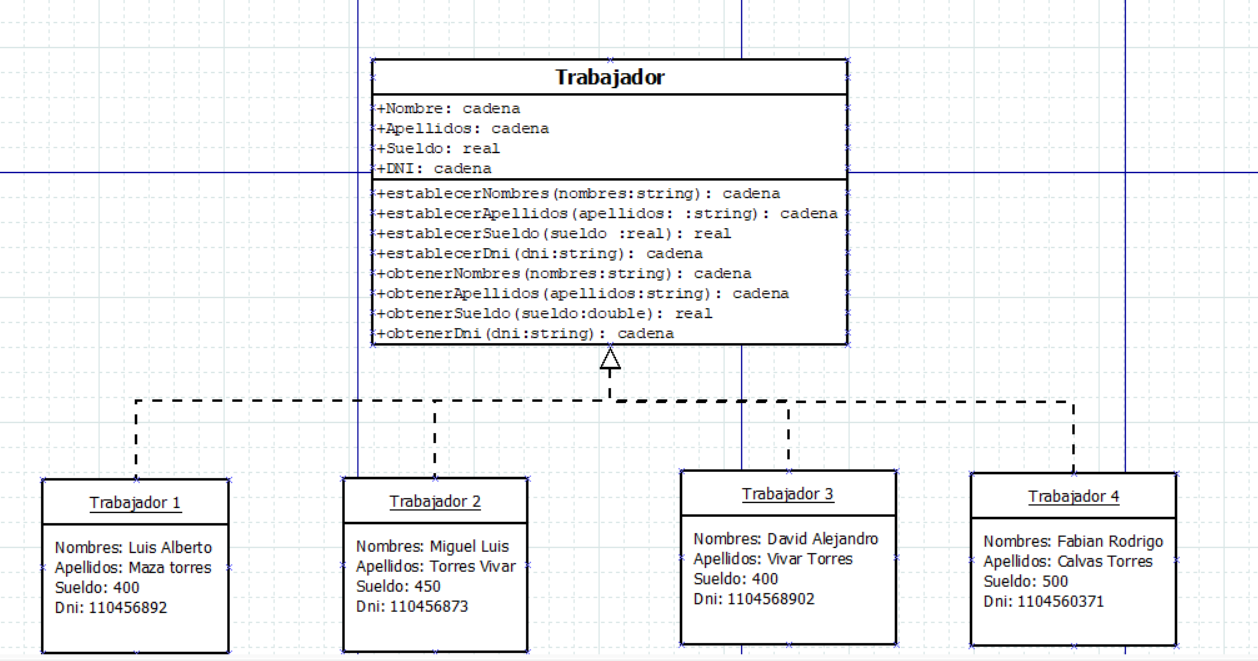 Trabajador
+Nombre: cadena
+Apellidos: cadena
+Sueldo: real
+DNI: cadena
+establecerNombres(nombres:string): cadena
+establecerApellidos(apellidos: :string): cadena
+establecerSueldo(sueldo :real): real
+establecerDni(dni:string): cadena
+obtenerNombres(nombres:string): cadena
+obtenerApellidos(apellidos:string): cadena
+obtenerSueldo(sueldo:double): real
+obtenerDni(dni:string): cadena
Trabajador 1
Nombres: Luis Alberto
Apellidos: Maza torres
Sueldo: 400
Dni: 110456892
Trabajador 2
Nombres: Miguel Luis
Apellidos: Torres Vivar
Sueldo: 450
Dni: 110456873
Trabajador 3
Nombres: David Alejandro
Apellidos: Vivar Torres
Sueldo: 400
Dni: 1104568902
Trabajador 4
Nombres: Fabian Rodrigo
Apellidos: Calvas Torres
Sueldo: 500
Dni: 1104560371